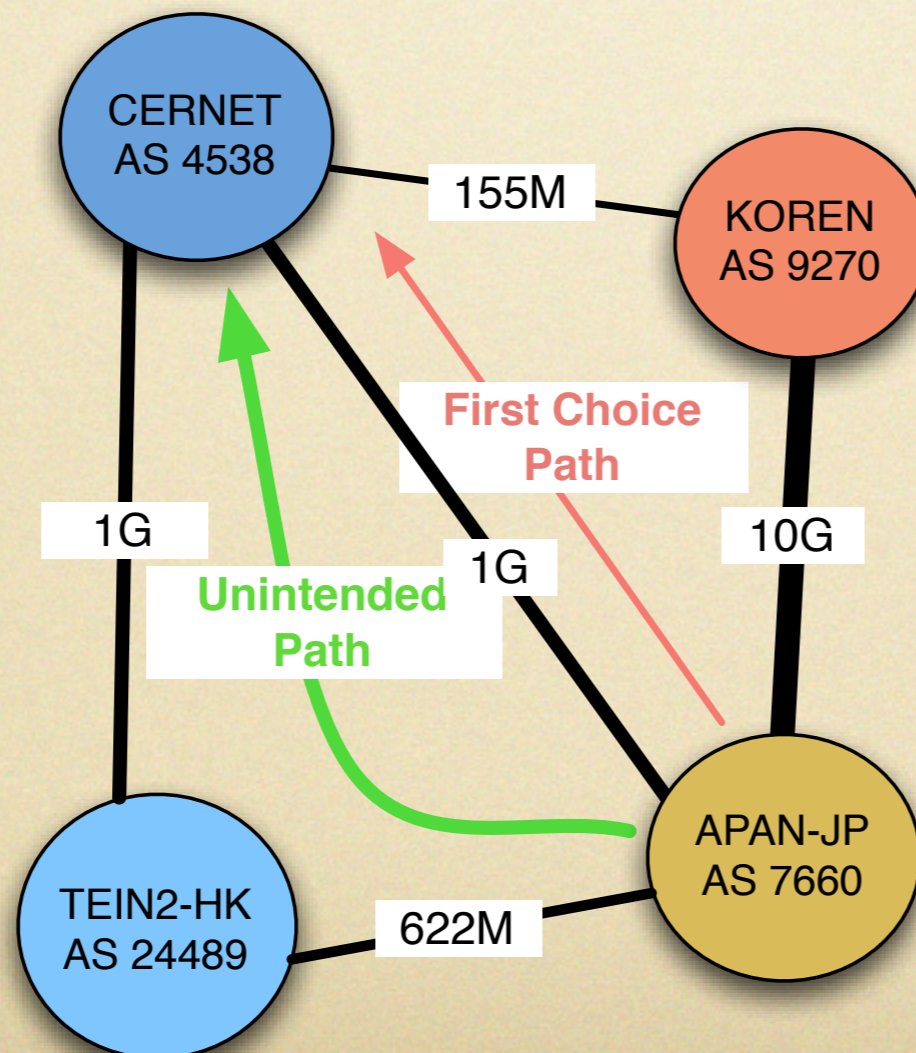 CERNET
AS 4538
155M
KOREN
AS 9270
First Choice
Path
1G
10G
1G
Unintended
Path
APAN-JP
AS 7660
TEIN2-HK
AS 24489
622M